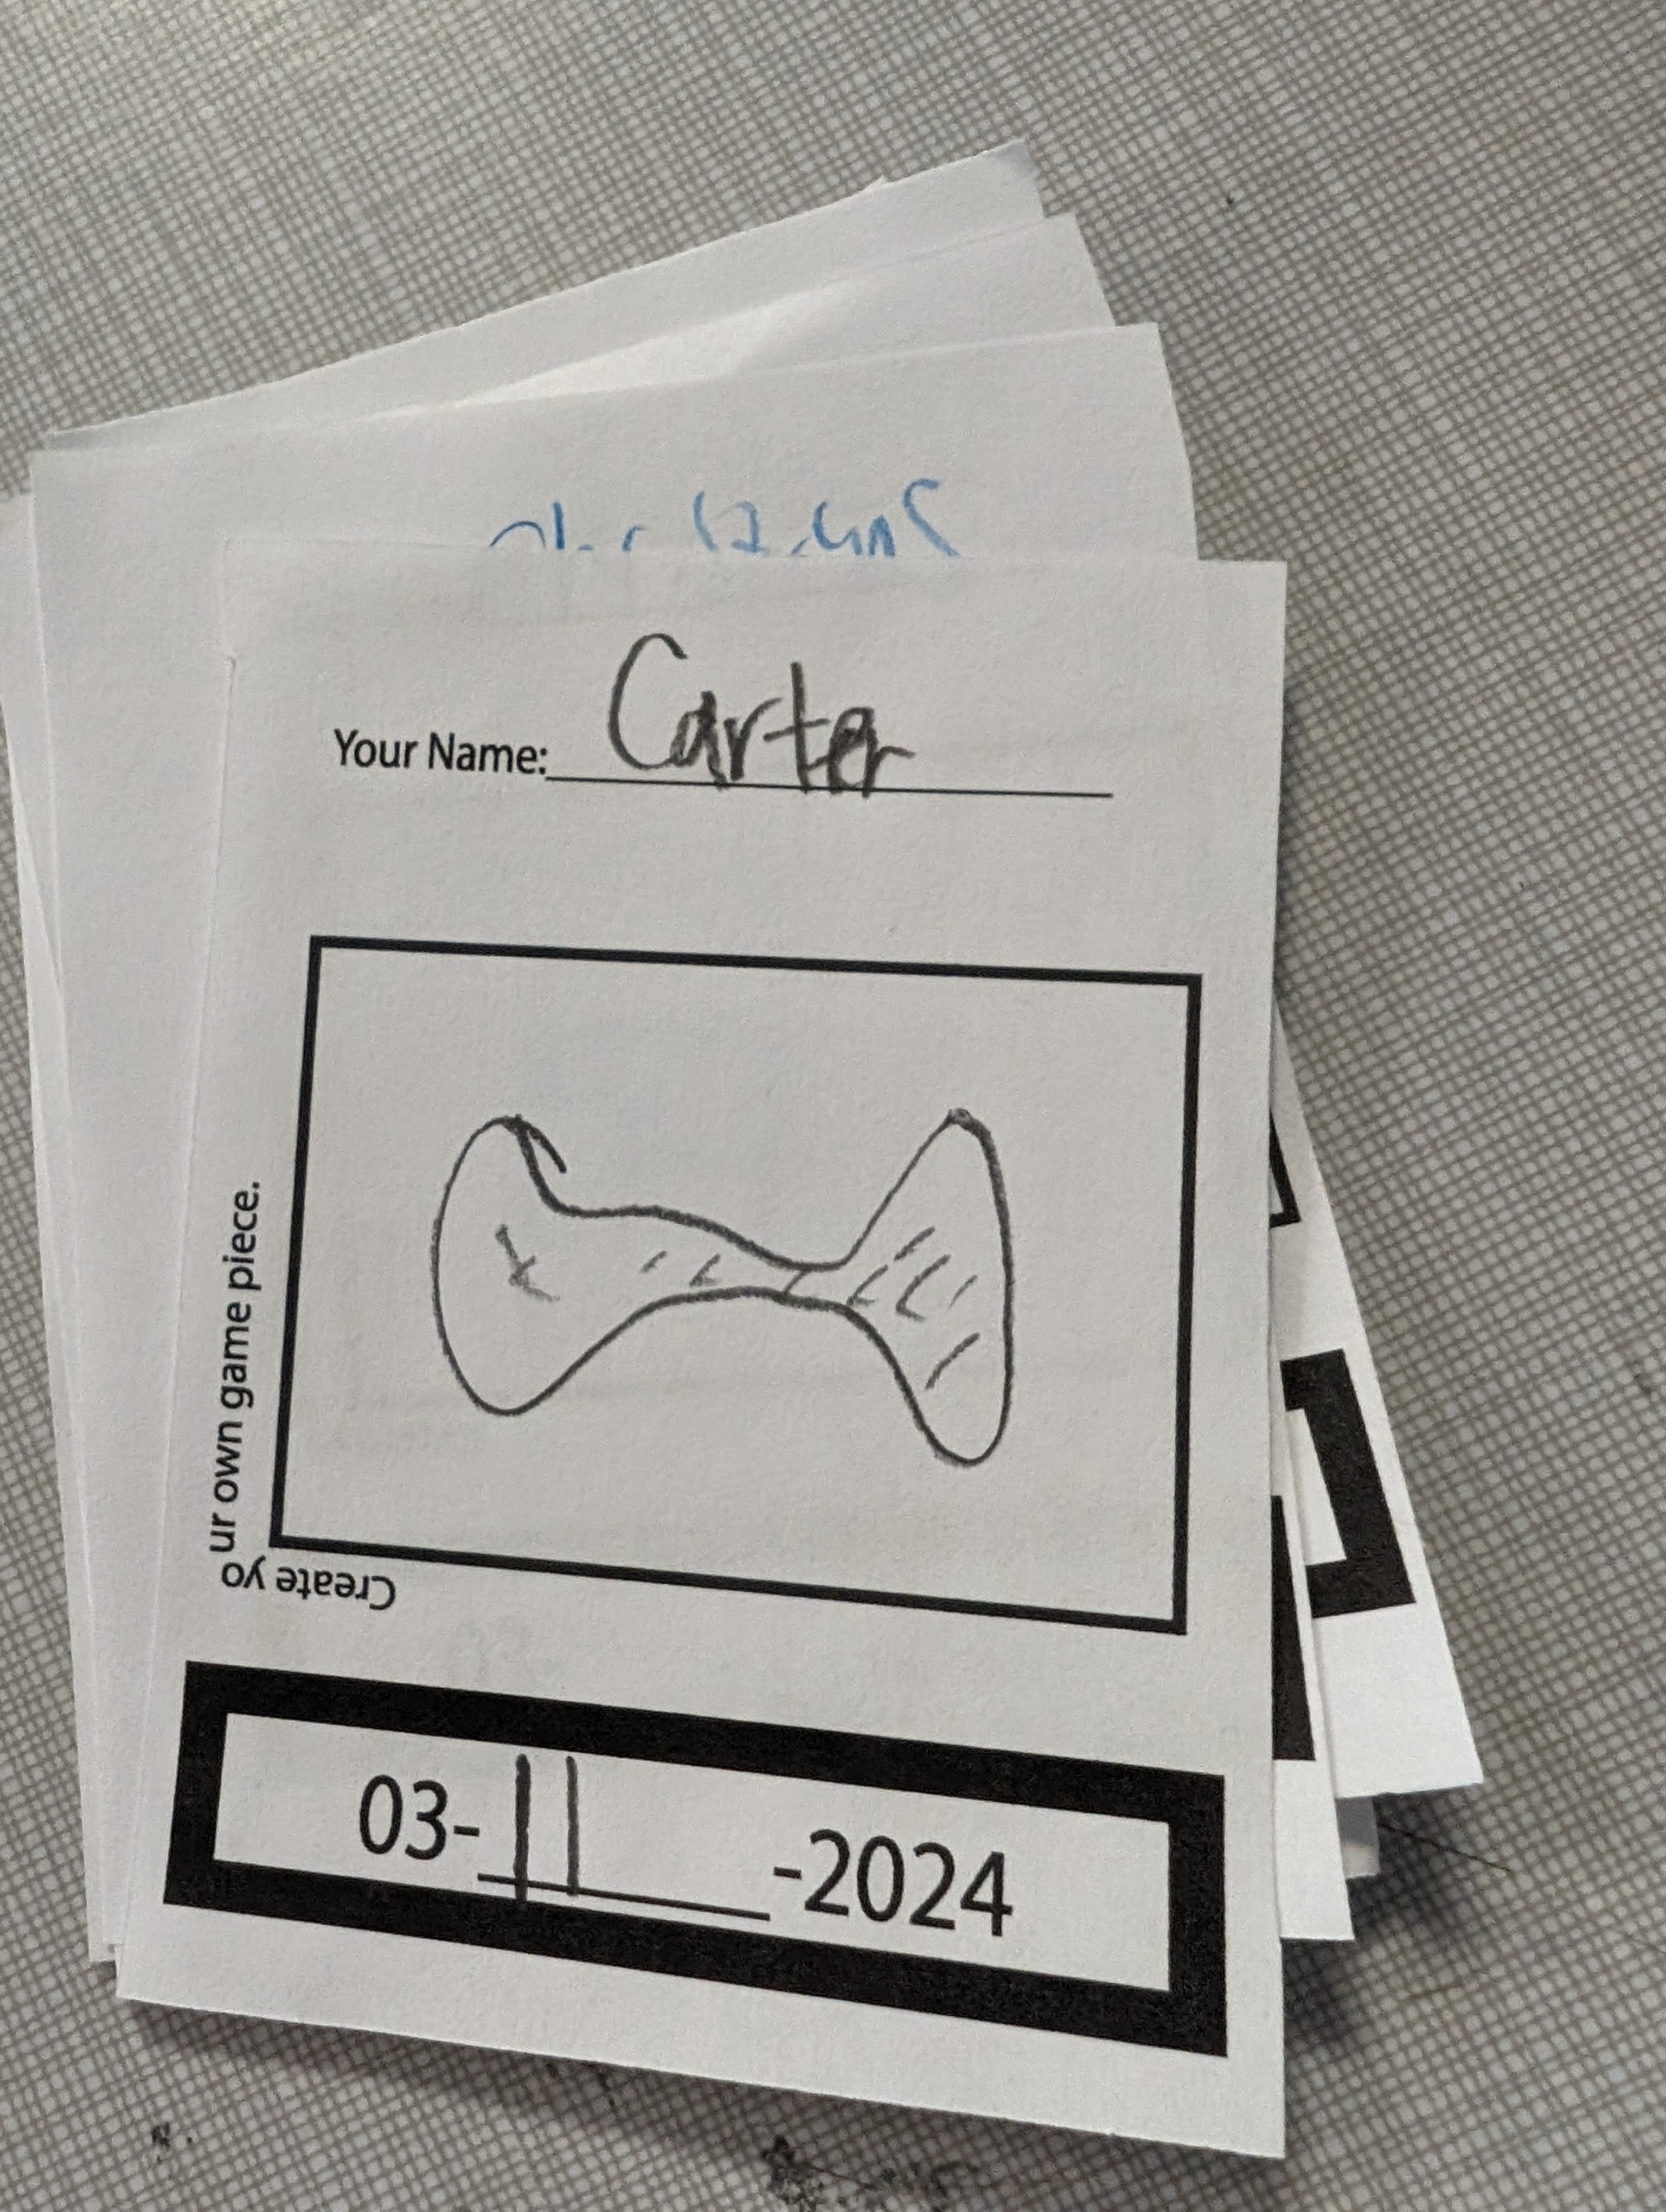 Your Name: Carter
Create your own game piece.
03-11-2024